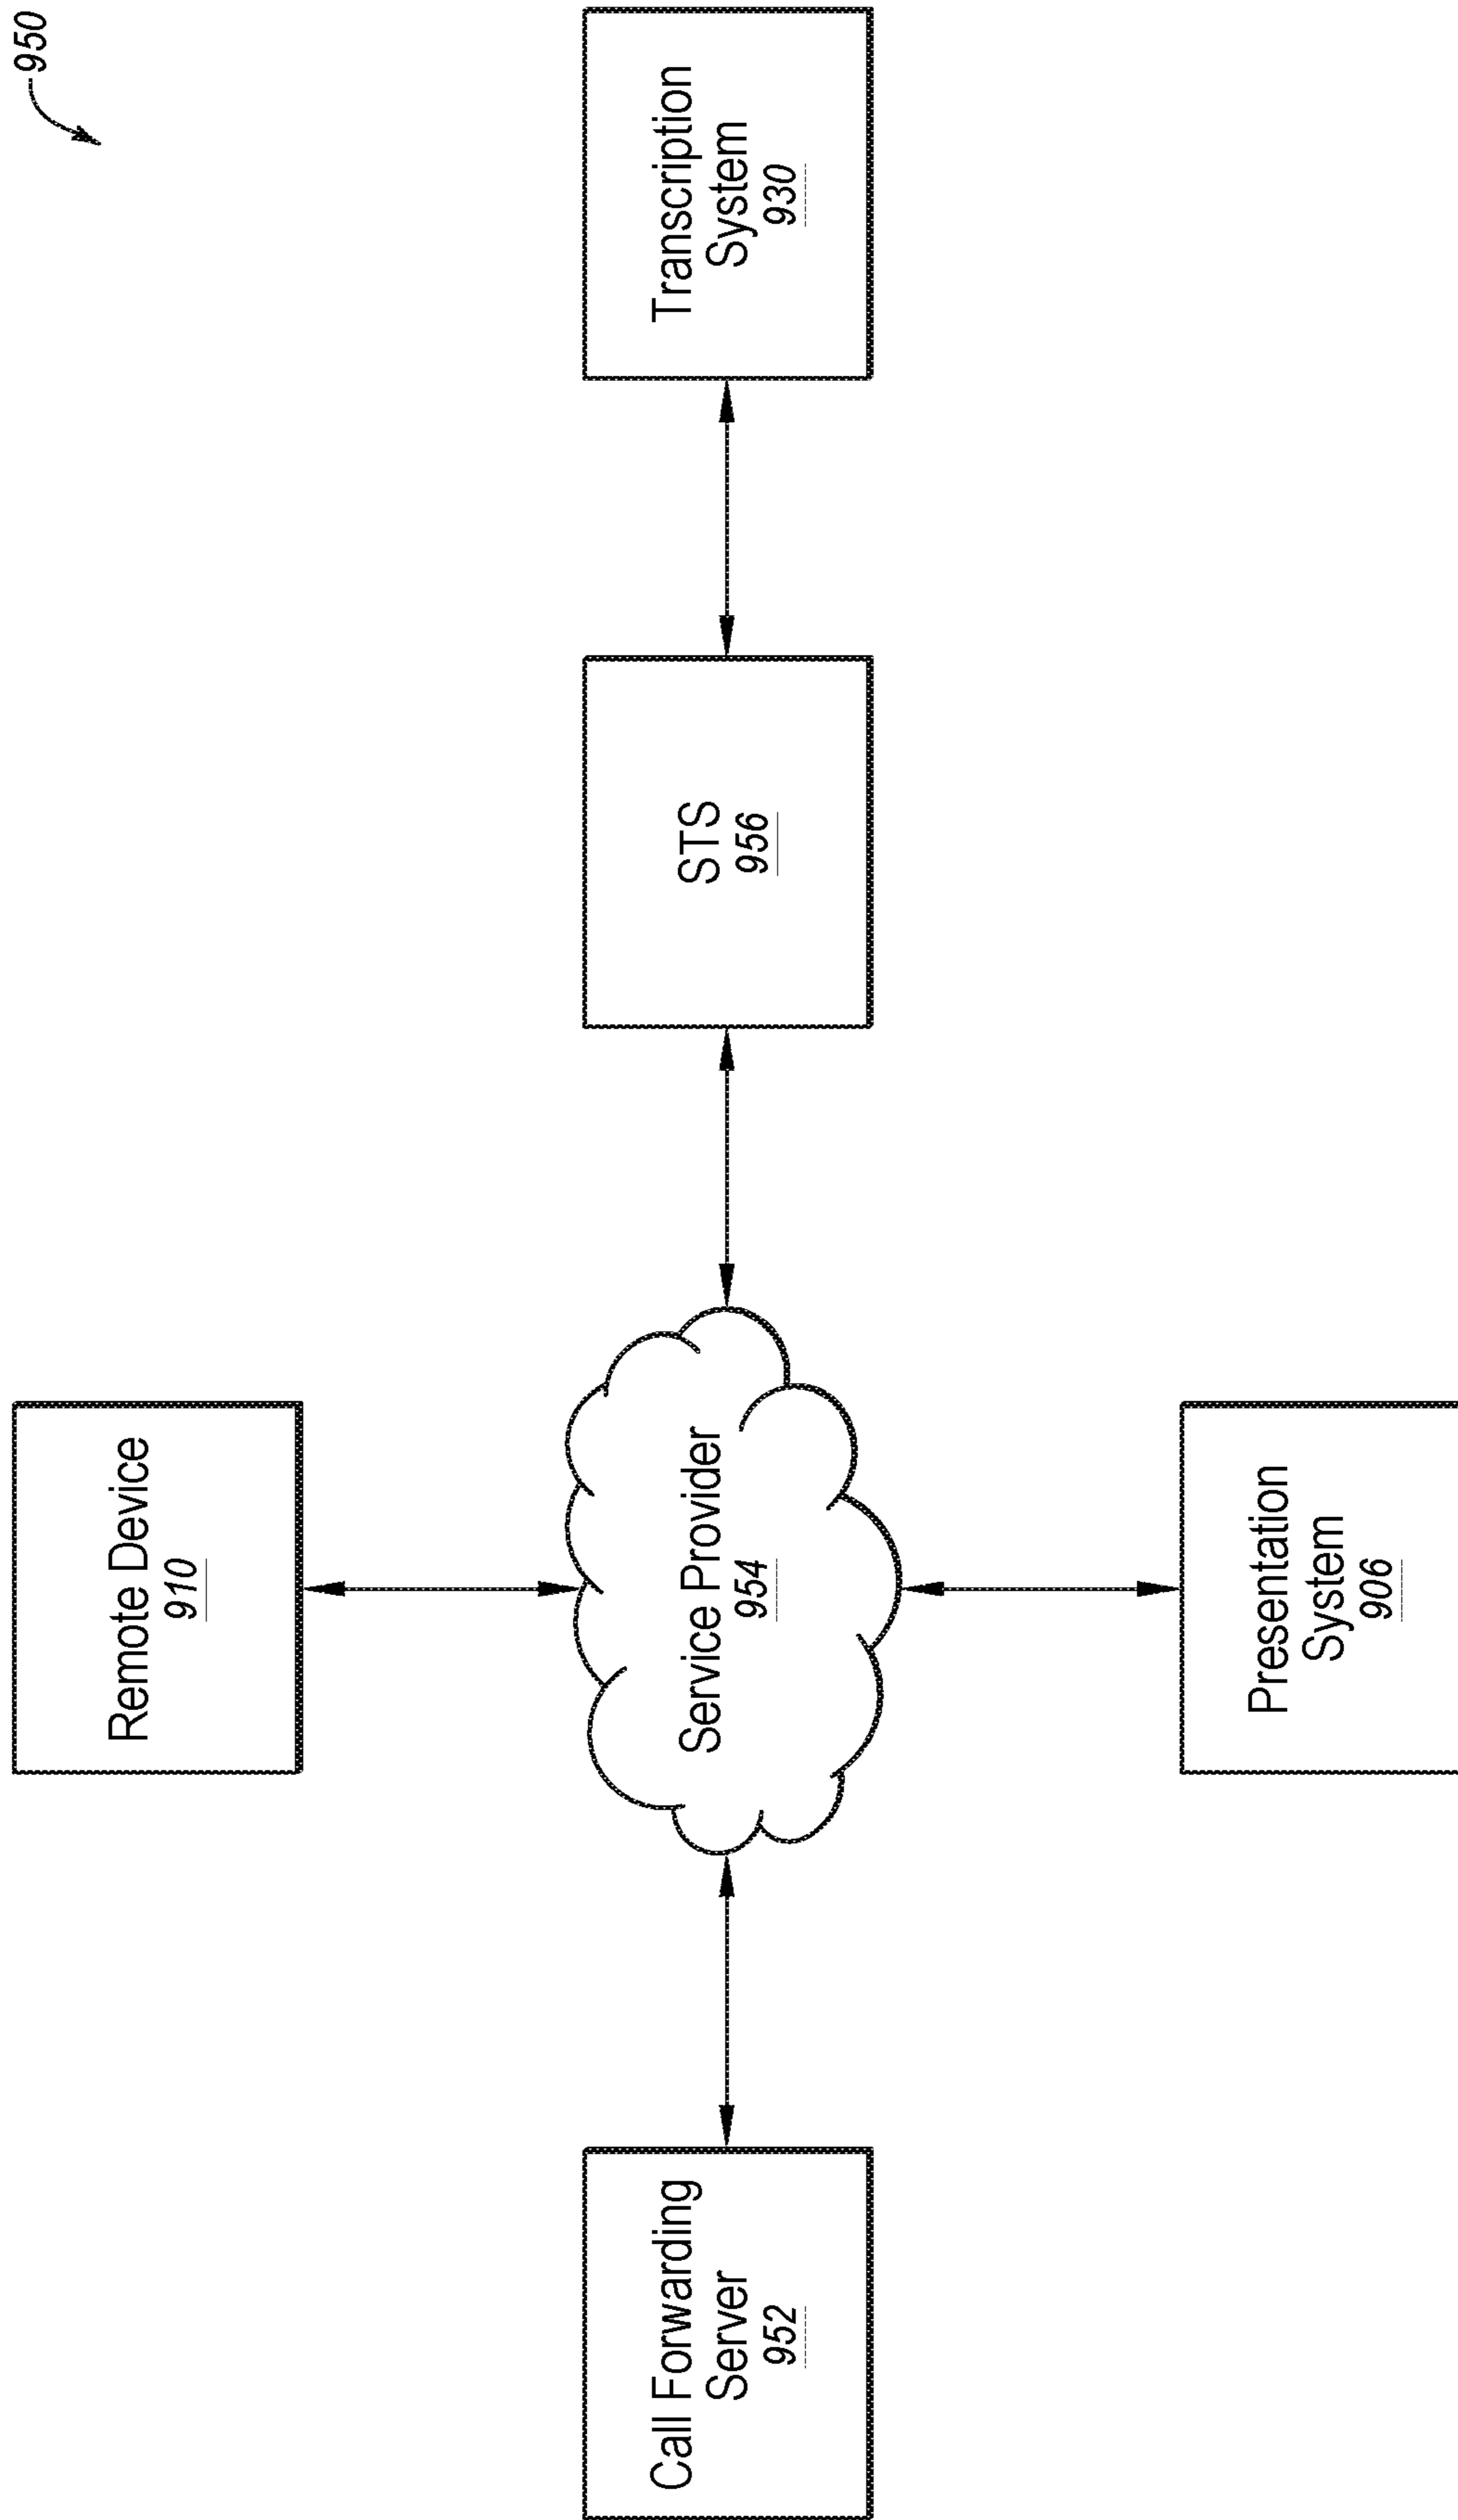 950
Remote Device
910
Call Forwarding
Server
952
Service Provider
954
STS
956
Transcription
System
930
Presentation
System
906